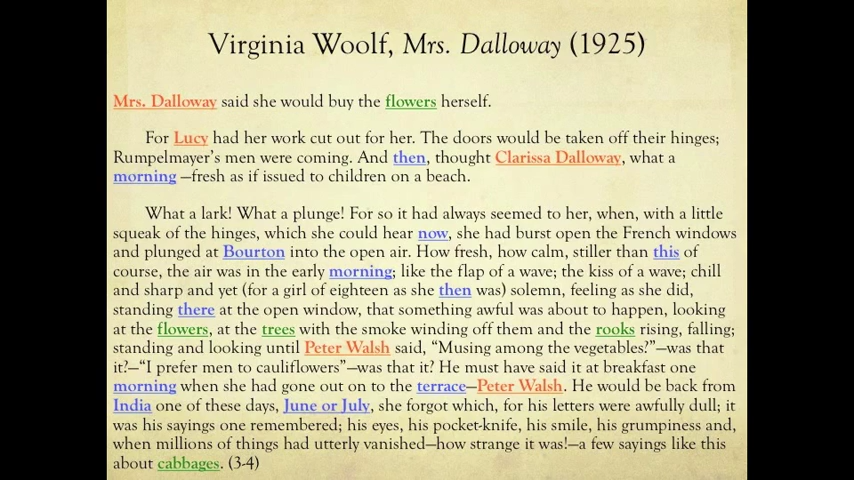 Virginia Woolf, Mrs. Dalloway (1925)
Mrs. Dalloway said she would buy the flowers herself.
For Lucy had her work cut out for her. The doors would be taken off their hinges;
Rumpelmayer's men were coming. And then, thought Clarissa Dalloway, what a
morning —fresh as if issued to children on a beach.
What a lark! What a plunge! For so it had always seemed to her, when, with a little
squeak of the hinges, which she could hear now, she had burst open the French windows
and plunged at Bourton into the open air. How fresh, how calm, stiller than this of
course, the air was in the early morning; like the flap of a wave; the kiss of a wave; chill
and sharp and yet (for a girl of eighteen as she then was) solemn, feeling as she did,
standing there at the open window, that something awful was about to happen, looking
at the flowers, at the trees with the smoke winding off them and the rooks rising, falling;
standing and looking until Peter Walsh said, “Musing among the vegetables?”—was that
it?—“I prefer men to cauliflowers”—was that it? He must have said it at breakfast one
morning when she had gone out on to the terrace—Peter Walsh. He would be back from
India one of these days, June or July, she forgot which, for his letters were awfully dull; it
was his sayings one remembered; his eyes, his pocket-knife, his smile, his grumpiness and,
when millions of things had utterly vanished—how strange it was!—a few sayings like this
about cabbages. (3-4)